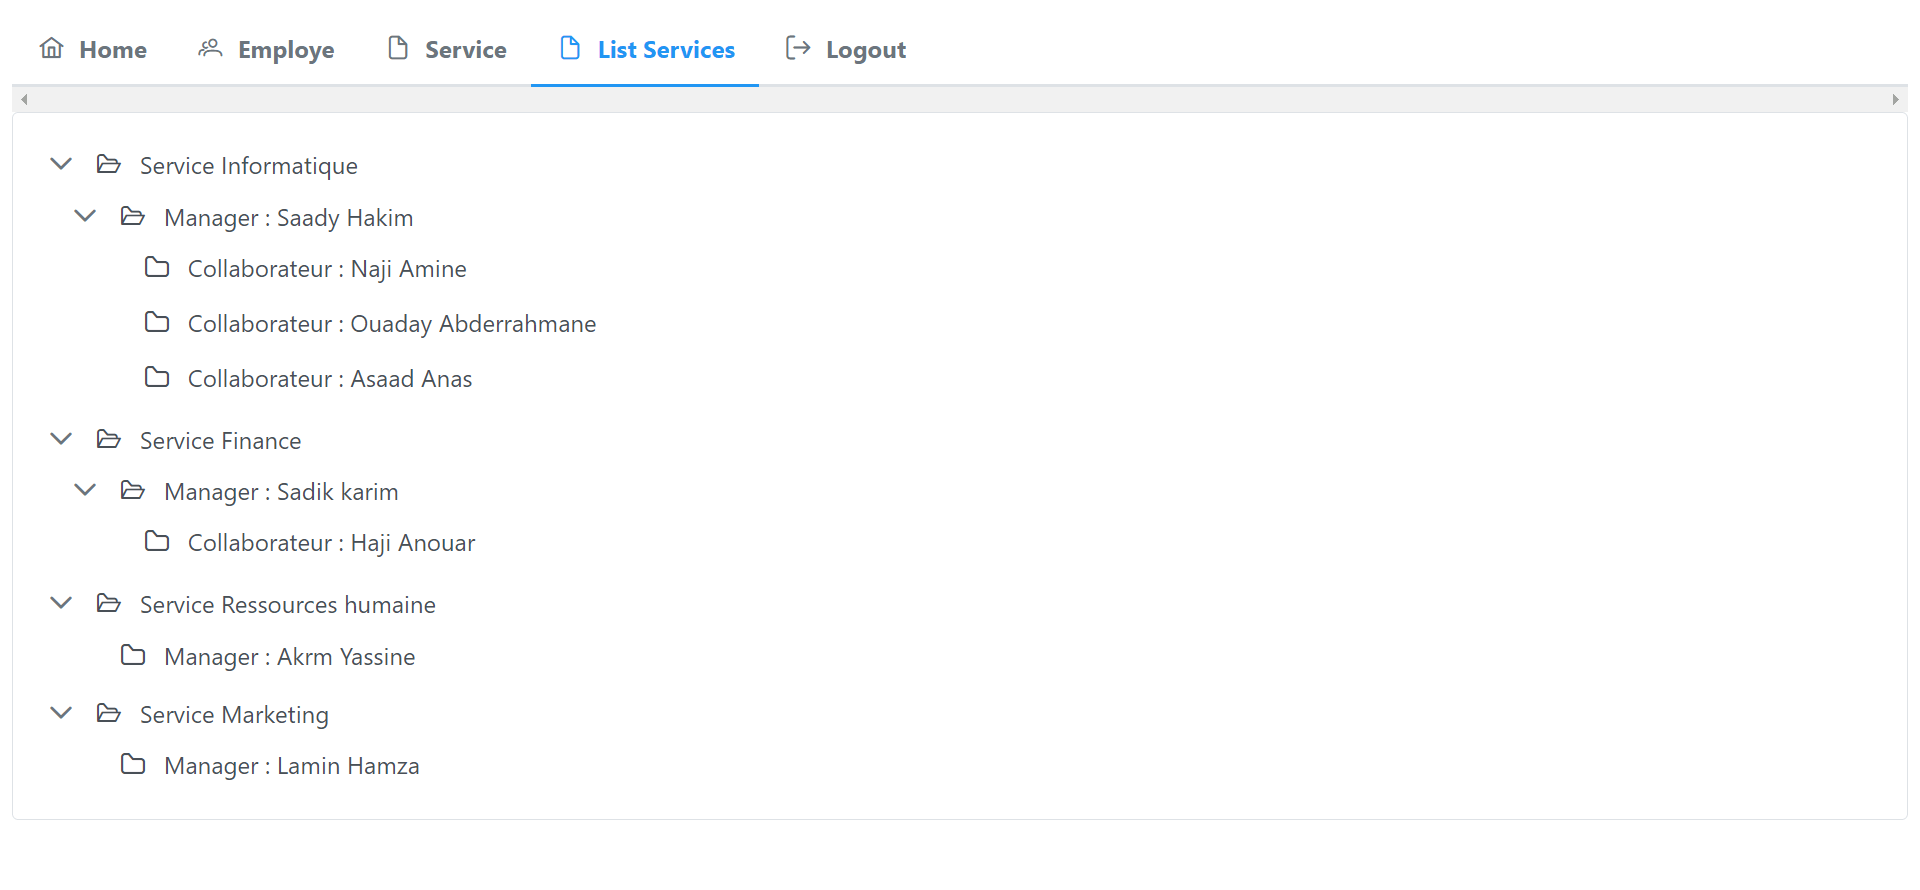 Home Employe Service List Services Logout
Service Informatique
Manager : Saady Hakim
Collaborateur : Naji Amine
Collaborateur : Ouaday Abderrahmane
Collaborateur : Asaad Anas
Service Finance
Manager : Sadik karim
Collaborateur : Haji Anouar
Service Ressources humaine
Manager : Akrm Yassine
Service Marketing
Manager : Lamin Hamza